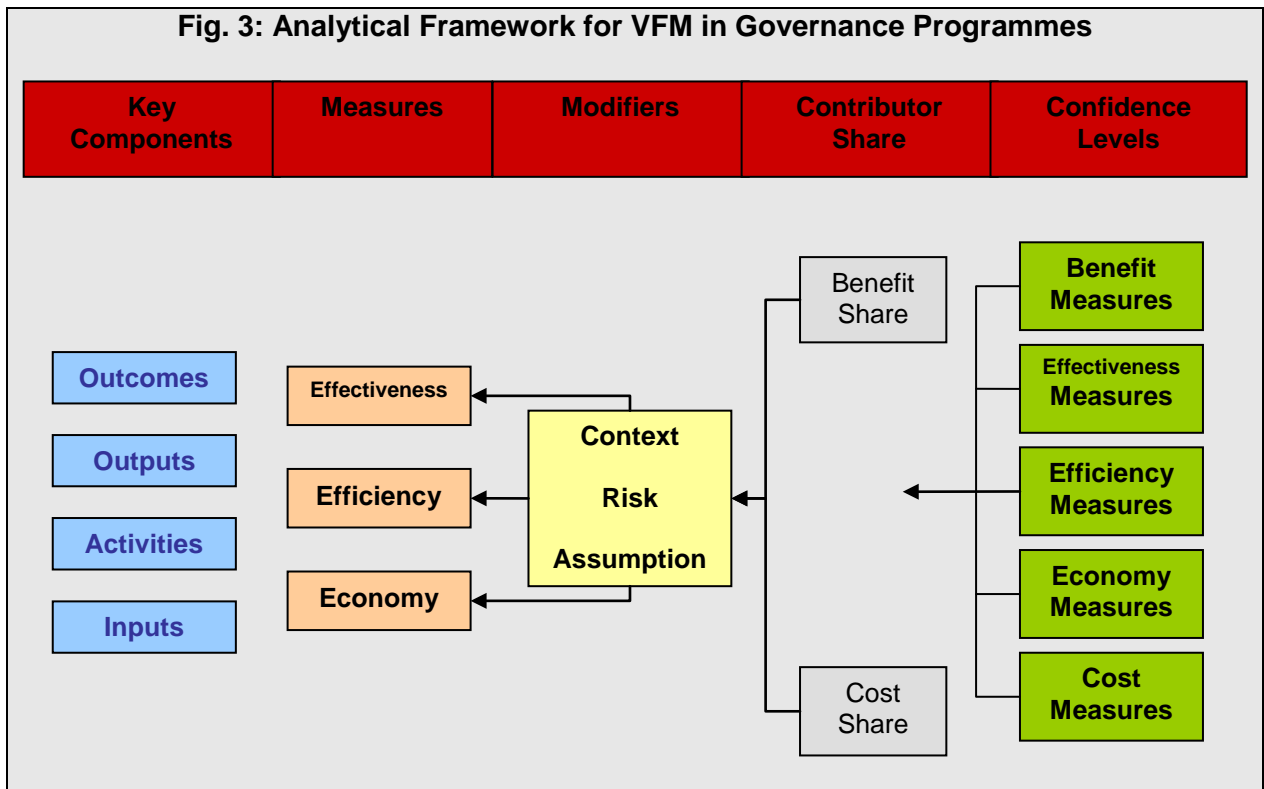 Fig. 3: Analytical Framework for VFM in Governance Programmes
Key
Components
Measures
Modifiers
Contributor
Share
Confidence
Levels
Outcomes
Outputs
Activities
Inputs
Effectiveness
Efficiency
Economy
Context
Risk
Assumption
Benefit
Share
Cost
Share
Benefit
Measures
Effectiveness
Measures
Efficiency
Measures
Economy
Measures
Cost
Measures